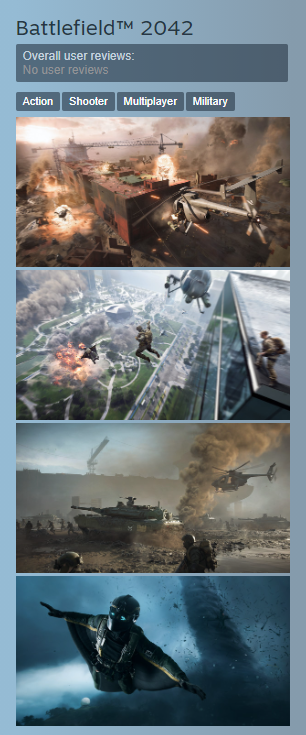 Battlefield™ 2042
Overall user reviews:
No user reviews
Action Shooter Multiplayer Military